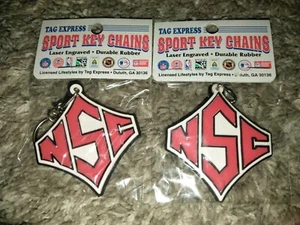 TAG EXPRESS
SPORT KEY CHAINS
Laser Engraved • Durable Rubber
Licensed Lifestyles by Tag Express • Duluth, GA 30136
NSC
TAG EXPRESS
SPORT KEY CHAINS
Laser Engraved • Durable Rubber
Licensed Lifestyles by Tag Express • Duluth, GA 30136
NSC